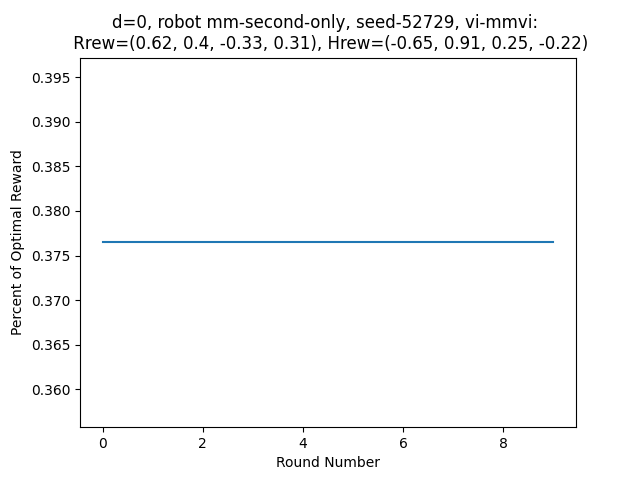 d=0, robot mm-second-only, seed-52729, vi-mmvi:
Rrew=(0.62, 0.4, -0.33, 0.31), Hrew=(-0.65, 0.91, 0.25, -0.22)
Percent of Optimal Reward
0.395
0.390
0.385
0.380
0.375
0.370
0.365
0.360
0 2 4 6 8
Round Number